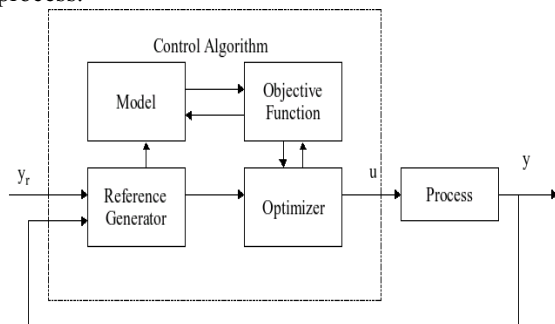 process.
Control Algorithm
Model
Objective
Function
y_r
Reference
Generator
Optimizer
u
Process
y